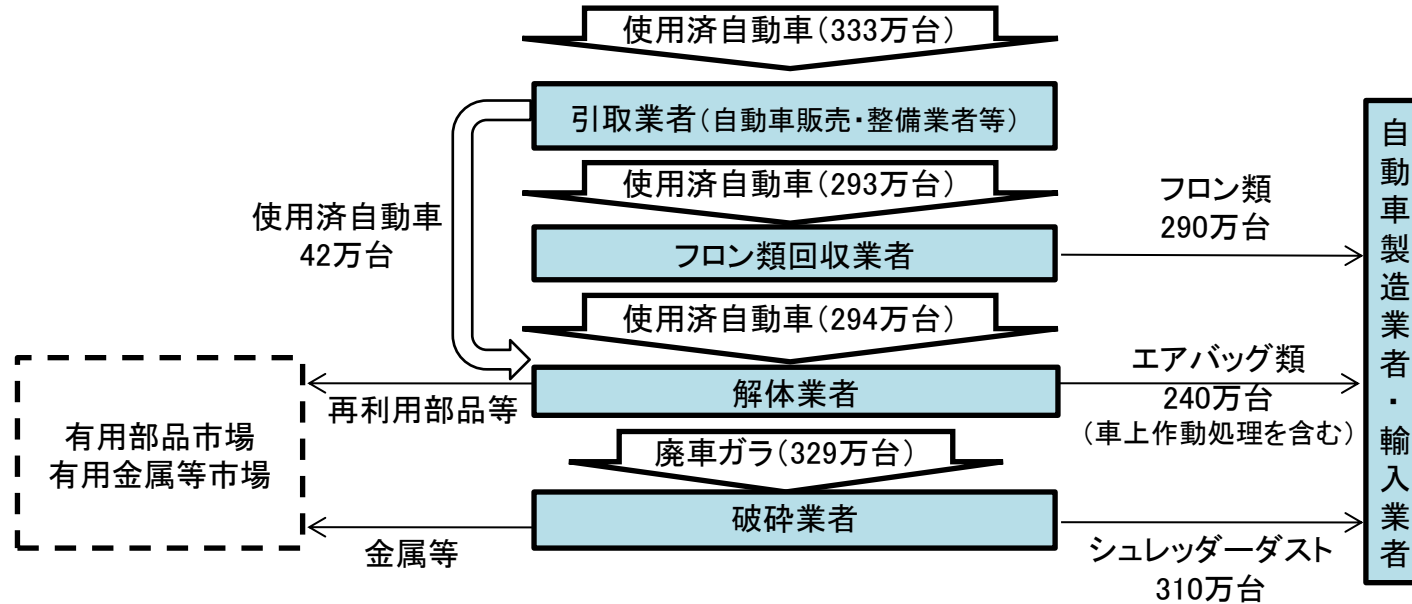 使用済自動車(333万台)
引取業者(自動車販売・整備業者等)
使用済自動車(293万台)
使用済自動車
42万台
フロン類
290万台
フロン類回収業者
使用済自動車(294万台)
エアバッグ類
240万台
(車上作動処理を含む)
解体業者
再利用部品等
有用部品市場
有用金属等市場
廃車ガラ(329万台)
破砕業者
金属等
シュレッダーダスト
310万台
自動車製造業者・輸入業者